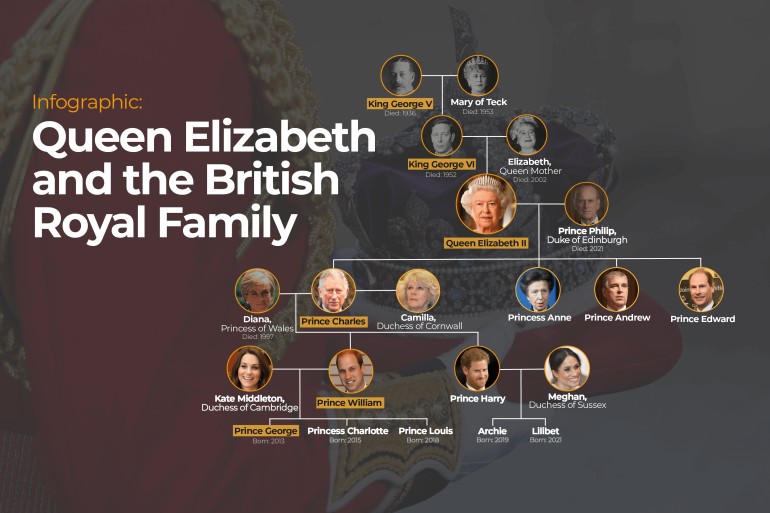 Infographic:
Queen Elizabeth
and the British
Royal Family
King George V
Died: 1936
Mary of Teck
Died: 1953
King George VI
Died: 1952
Elizabeth,
Queen Mother
Died: 2002
Queen Elizabeth II
Prince Philip,
Duke of Edinburgh
Died: 2021
Diana,
Princess of Wales
Died: 1997
Prince Charles
Camilla,
Duchess of Cornwall
Princess Anne
Prince Andrew
Prince Edward
Kate Middleton,
Duchess of Cambridge
Prince William
Prince Harry
Meghan,
Duchess of Sussex
Prince George
Born: 2013
Princess Charlotte
Born: 2015
Prince Louis
Born: 2018
Archie
Born: 2019
Lilibet
Born: 2021